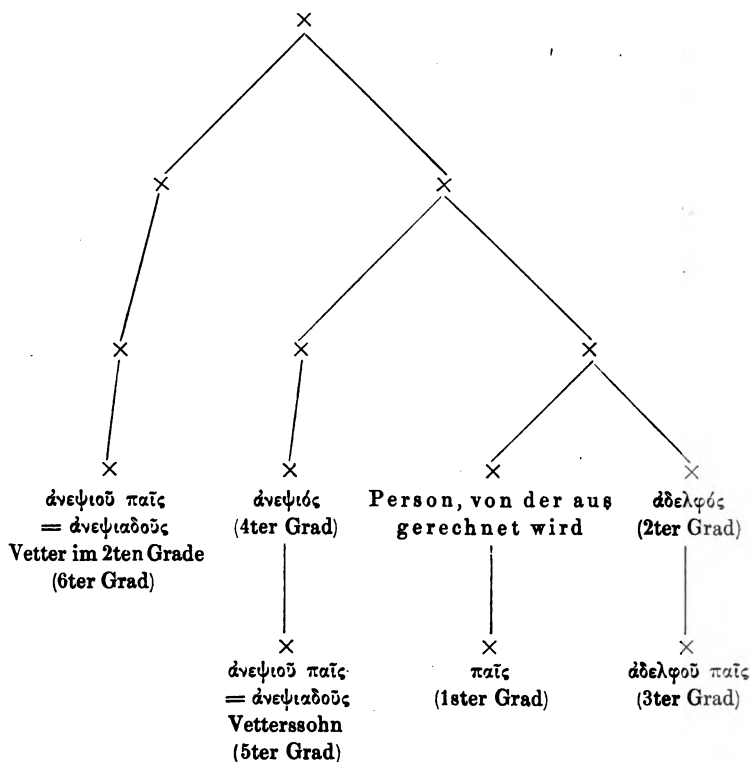 ἀνεψιοῦ παῖς
= ἀνεψιαδοῦς
Vetter im 2ten Grade
(6ter Grad)
ἀνεψιός
(4ter Grad)
Person, von der aus
gerechnet wird
ἀδελφός
(2ter Grad)
ἀνεψιοῦ παῖς
= ἀνεψιαδοῦς
Vetterssohn
(5ter Grad)
παῖς
(1ster Grad)
ἀδελφοῦ παῖς
(3ter Grad)